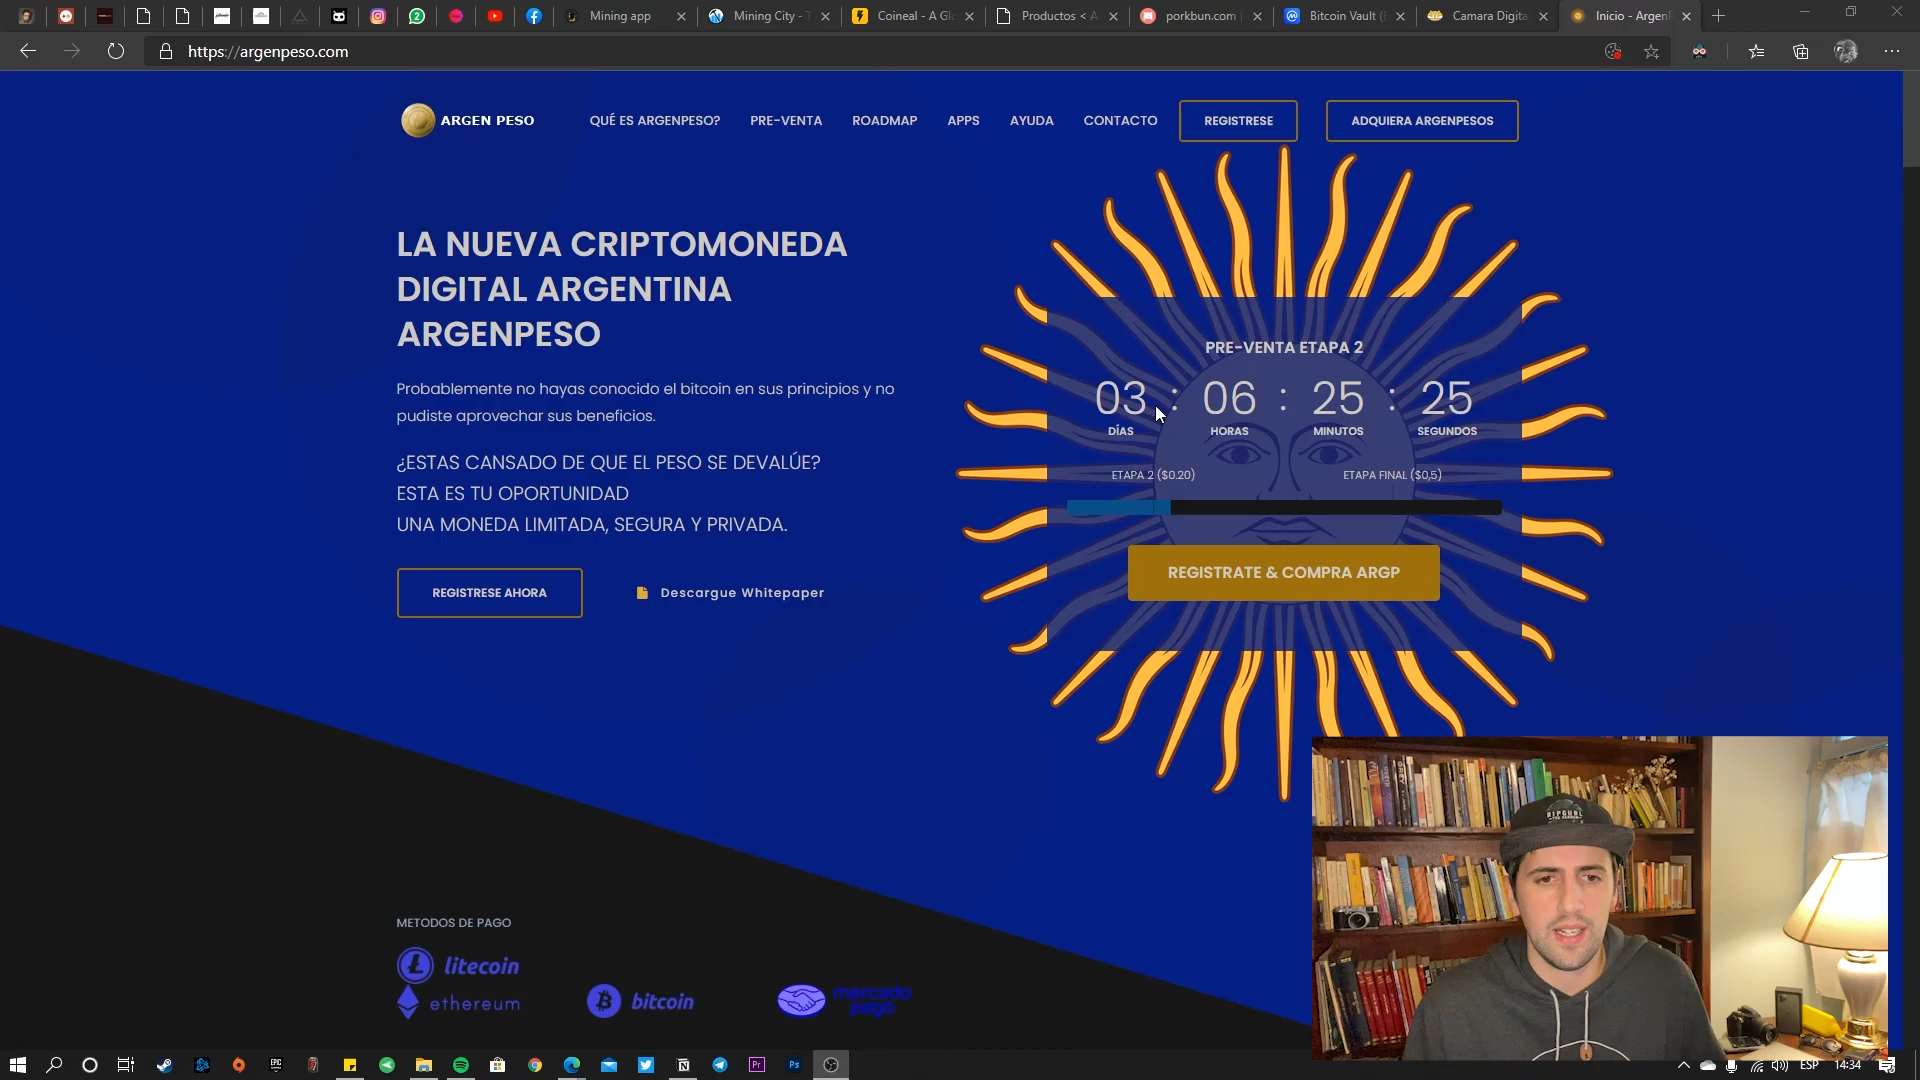 Mining app
Mining City - T
Coineal - A Gl
Productos < A
porkbun.com
Bitcoin Vault (
Camara Digita
Inicio - ArgenP
https://argenpeso.com
ARGEN PESO
QUÉ ES ARGENPESO?
PRE-VENTA
ROADMAP
APPS
AYUDA
CONTACTO
REGISTRESE
ADQUIERA ARGENPESOS
LA NUEVA CRIPTOMONEDA
DIGITAL ARGENTINA
ARGENPESO
Probablemente no hayas conocido el bitcoin en sus principios y no
pudiste aprovechar sus beneficios.
¿ESTAS CANSADO DE QUE EL PESO SE DEVALÚE?
ESTA ES TU OPORTUNIDAD
UNA MONEDA LIMITADA, SEGURA Y PRIVADA.
REGISTRESE AHORA
Descargue Whitepaper
PRE-VENTA ETAPA 2
03 : 06 : 25 : 25
DÍAS HORAS MINUTOS SEGUNDOS
ETAPA 2 ($0.20)
ETAPA FINAL ($0,5)
REGISTRATE & COMPRA ARGP
METODOS DE PAGO
litecoin
ethereum
bitcoin
mercado
pago
RIPCURL
ESP
14:34